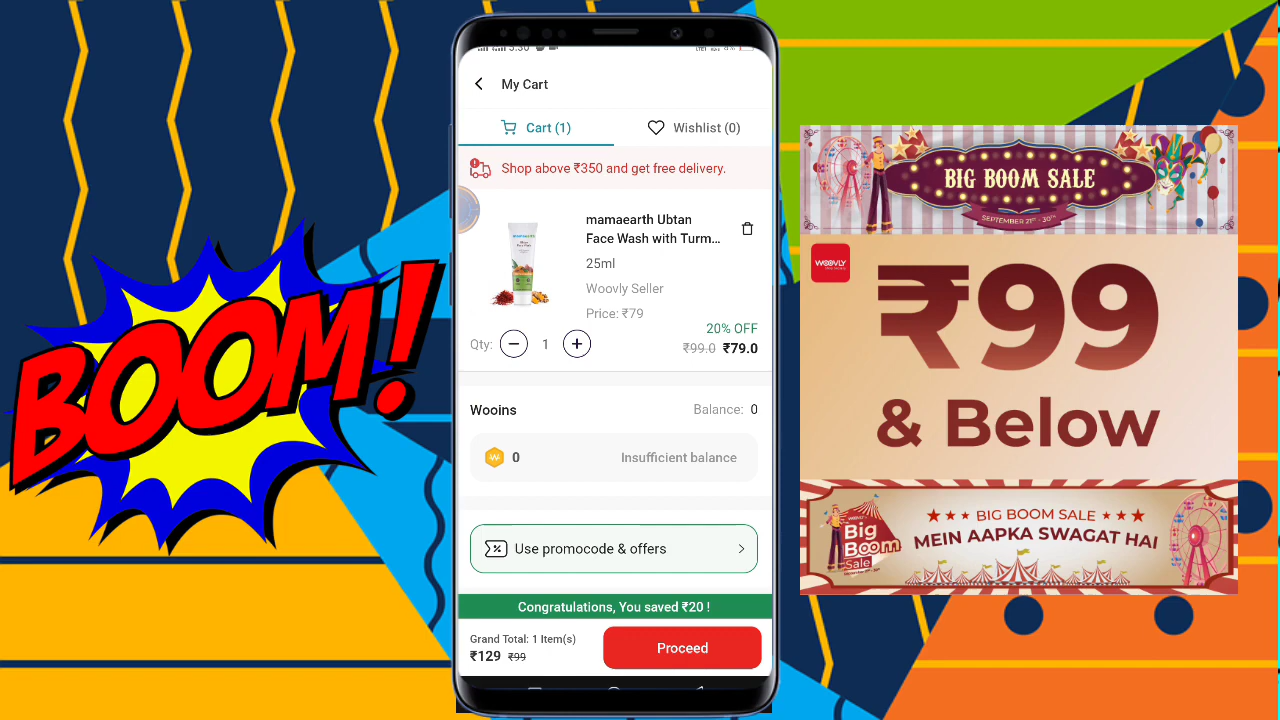 BOOM!
My Cart
Cart (1)
Wishlist (0)
Shop above ₹350 and get free delivery.
mamaearth Ubtan
Face Wash with Turm...
25ml
Woovly Seller
Price: ₹79
20% OFF
Qty: 1 ₹99.0 ₹79.0
Wooins
Balance: 0
0
Insufficient balance
Use promocode & offers
Congratulations, You saved ₹20 !
Grand Total: 1 Item(s)
₹129 ₹99
Proceed
BIG BOOM SALE
SEPTEMBER 21ST - 30TH
WOOVLY
₹99
& Below
BIG BOOM SALE
MEIN AAPKA SWAGAT HAI
Big
Boom
Sale